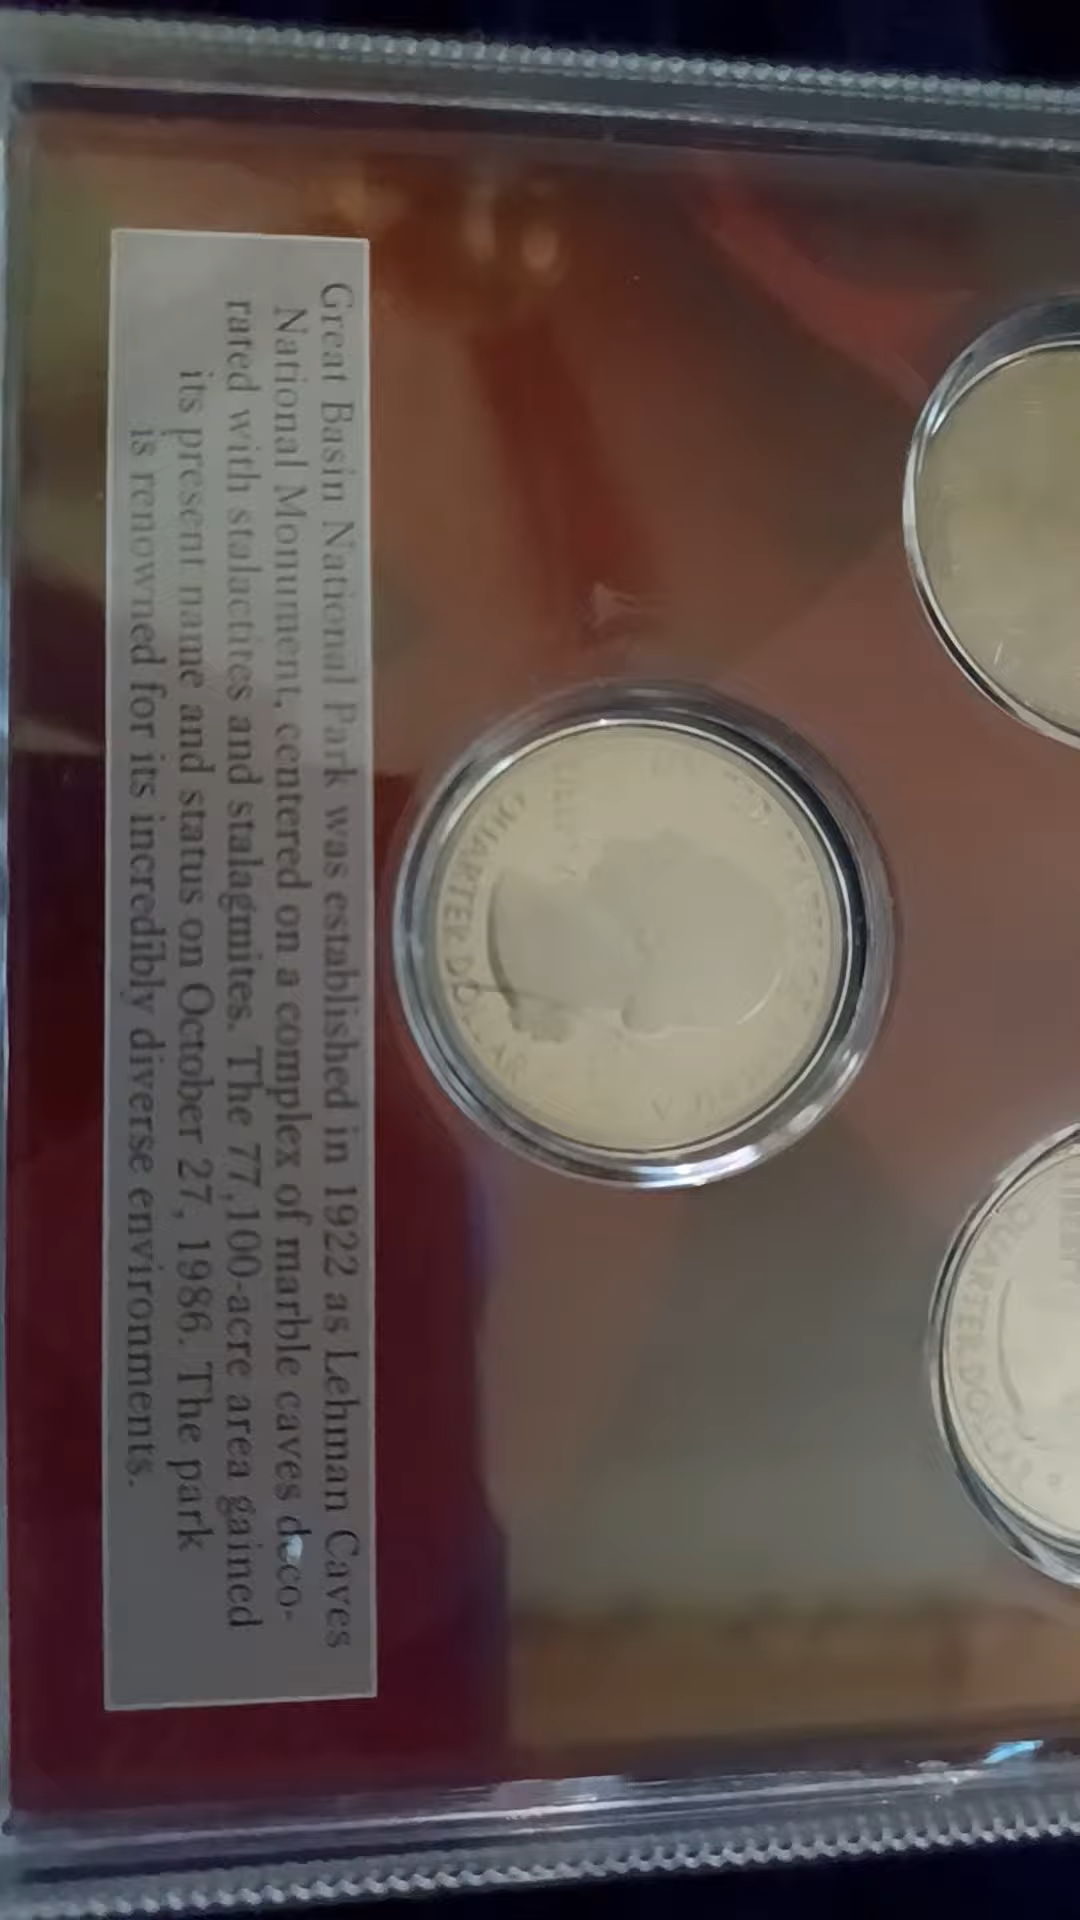 Great Basin National Park was established in 1922 as Lehman Caves
National Monument, centered on a complex of marble caves deco-
rated with stalactites and stalagmites. The 77,100-acre area gained
its present name and status on October 27, 1986. The park
is renowned for its incredibly diverse environments.
QUARTER DOLLAR
QUARTER DOLLAR